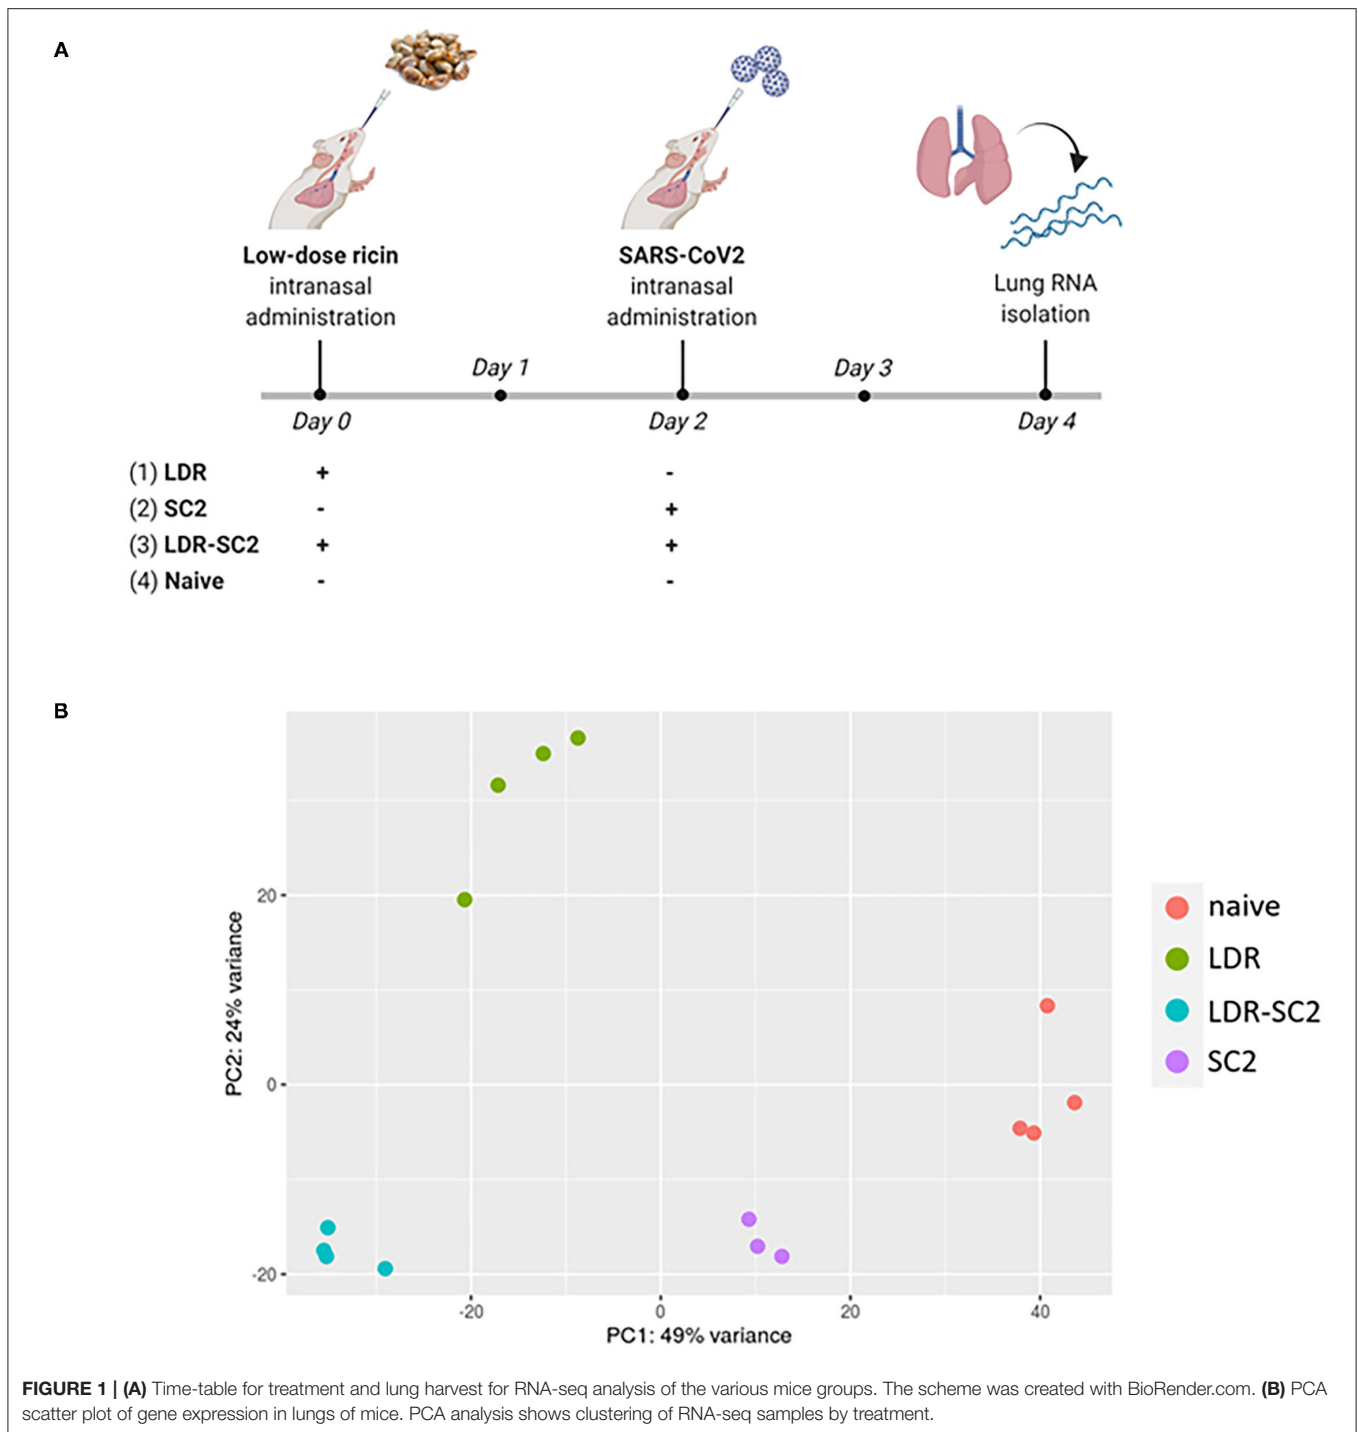 A
Low-dose ricin
intranasal
administration
SARS-CoV2
intranasal
administration
Lung RNA
isolation
Day 1
Day 3
Day 0
Day 2
Day 4
(1) LDR + -
(2) SC2 - +
(3) LDR-SC2 + +
(4) Naive - -
B
PC2: 24% variance
20
0
-20
-20 0 20 40
PC1: 49% variance
naive
LDR
LDR-SC2
SC2
FIGURE 1 | (A) Time-table for treatment and lung harvest for RNA-seq analysis of the various mice groups. The scheme was created with BioRender.com. (B) PCA
scatter plot of gene expression in lungs of mice. PCA analysis shows clustering of RNA-seq samples by treatment.